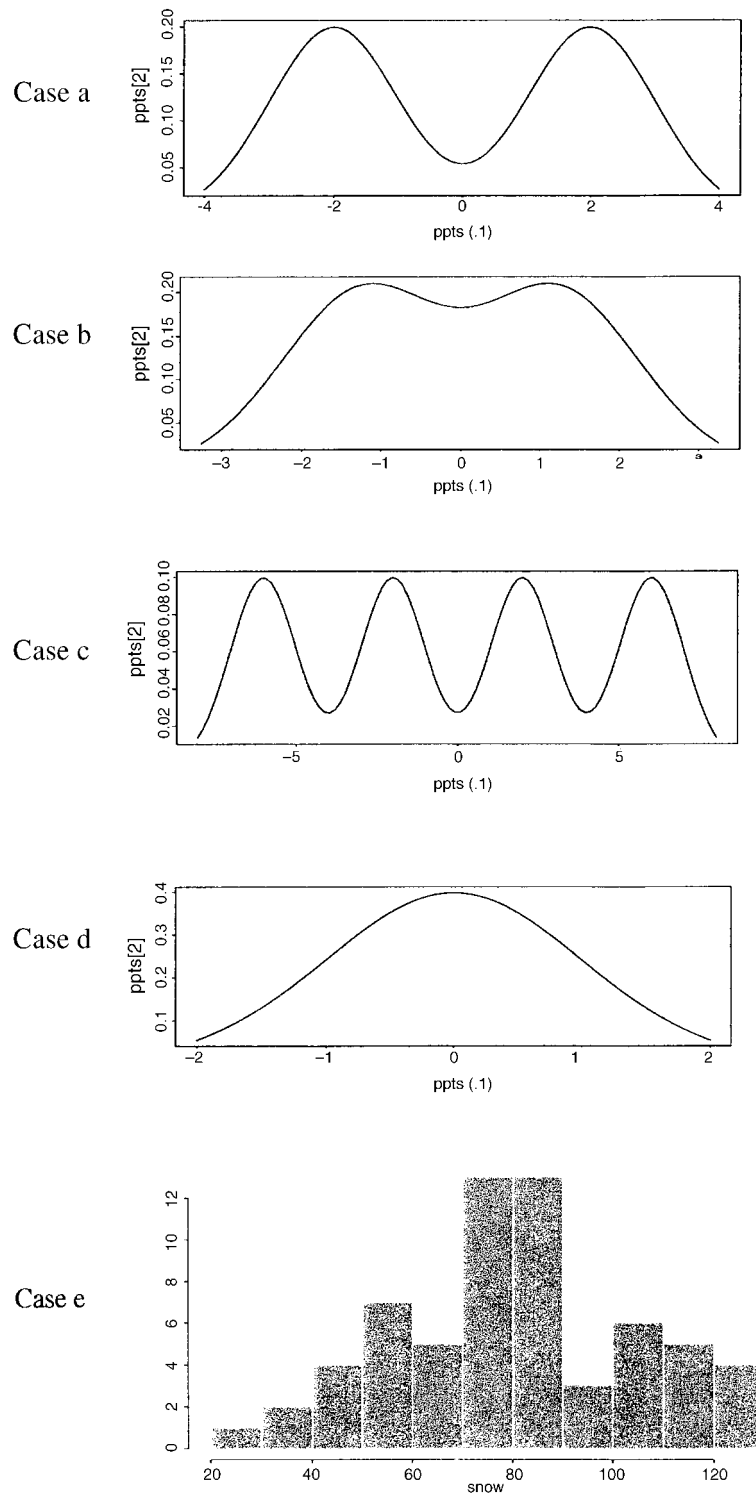 Case a
ppts[2]
0.05 0.10 0.15 0.20
-4 -2 0 2 4
ppts (.1)
Case b
ppts[2]
0.05 0.10 0.15 0.20
-3 -2 -1 0 1 2
ppts (.1)
Case c
ppts[2]
0.02 0.04 0.06 0.08 0.10
-5 0 5
ppts (.1)
Case d
ppts[2]
0.1 0.2 0.3 0.4
-2 -1 0 1 2
ppts (.1)
Case e
0 2 4 6 8 10 12
20 40 60 80 100 120
snow